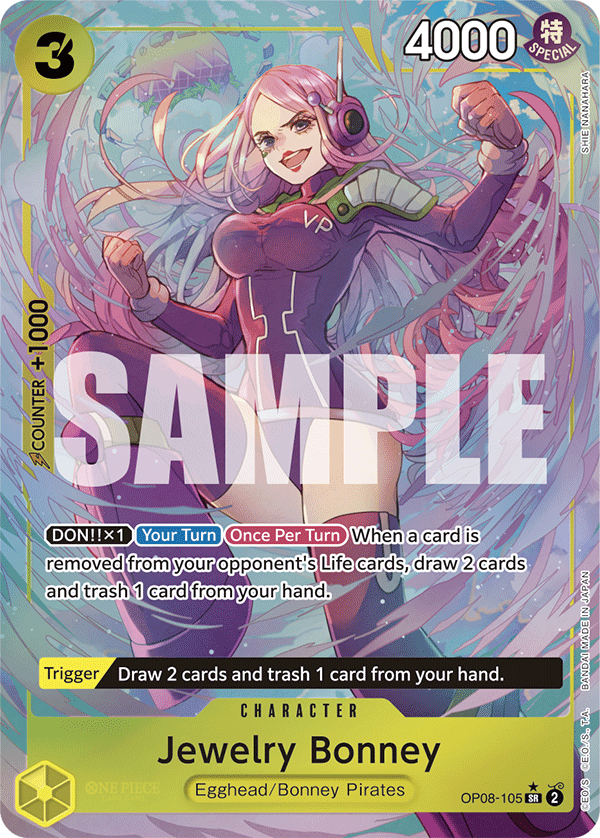 3
4000
特
SPECIAL
SHIE NANAHARA
VP
COUNTER +1000
SAMPLE
DON!!×1 Your Turn Once Per Turn When a card is
removed from your opponent's Life cards, draw 2 cards
and trash 1 card from your hand.
Trigger Draw 2 cards and trash 1 card from your hand.
CHARACTER
Jewelry Bonney
Egghead/Bonney Pirates
ONE PIECE
OP08-105 ★ SR 2
©E.O/S. ©E.O./S., T.A. BANDAI MADE IN JAPAN